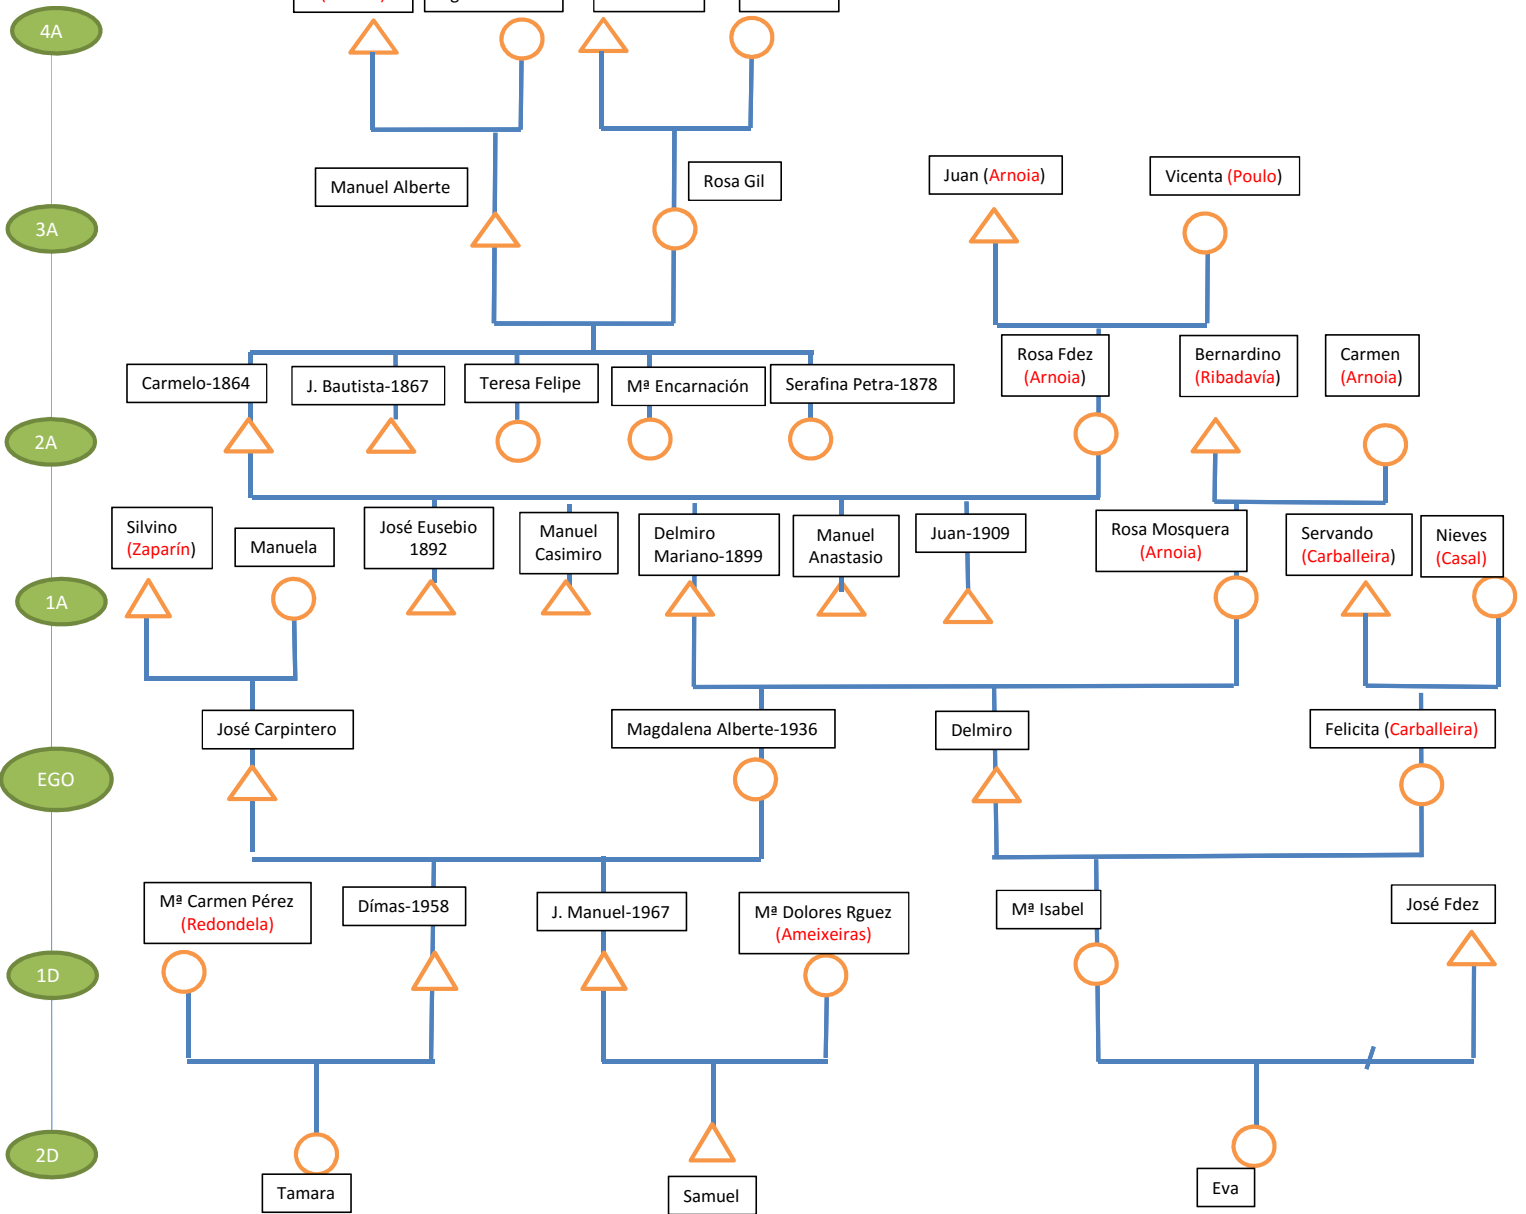 4A
Manuel Alberte
Rosa Gil
Juan (Arnoia)
Vicenta (Poulo)
3A
Carmelo-1864
J. Bautista-1867
Teresa Felipe
Mª Encarnación
Serafina Petra-1878
Rosa Fdez
(Arnoia)
Bernardino
(Ribadavía)
Carmen
(Arnoia)
2A
Silvino
(Zaparín)
Manuela
José Eusebio
1892
Manuel
Casimiro
Delmiro
Mariano-1899
Manuel
Anastasio
Juan-1909
Rosa Mosquera
(Arnoia)
Servando
(Carballeira)
Nieves
(Casal)
1A
José Carpintero
Magdalena Alberte-1936
Delmiro
Felicita (Carballeira)
EGO
Mª Carmen Pérez
(Redondela)
Dímas-1958
J. Manuel-1967
Mª Dolores Rguez
(Ameixeiras)
Mª Isabel
José Fdez
1D
2D
Tamara
Samuel
Eva